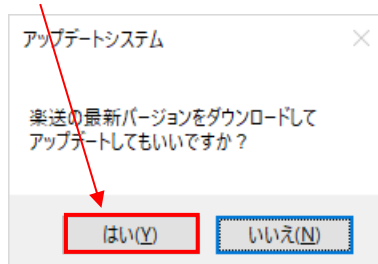 アップデートシステム
楽送の最新バージョンをダウンロードして
アップデートしてもいいですか？
はい(Y)
いいえ(N)